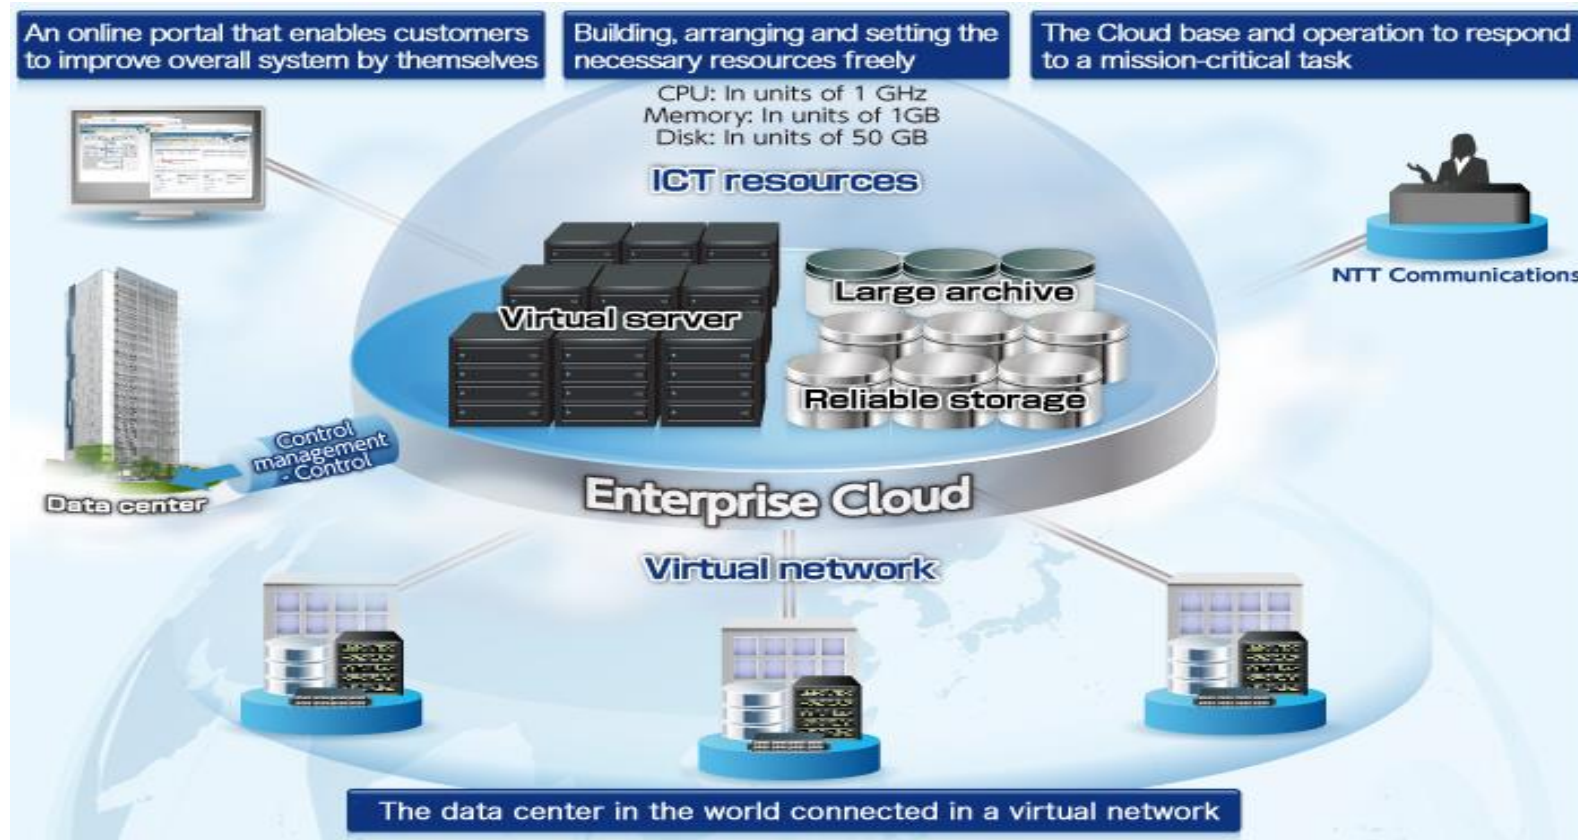 An online portal that enables customers
to improve overall system by themselves
Building, arranging and setting the
necessary resources freely
The Cloud base and operation to respond
to a mission-critical task
CPU: In units of 1 GHz
Memory: In units of 1GB
Disk: In units of 50 GB
ICT resources
NTT Communications
Large archive
Virtual server
Reliable storage
Control
management
- Control
Data center
Enterprise Cloud
Virtual network
The data center in the world connected in a virtual network